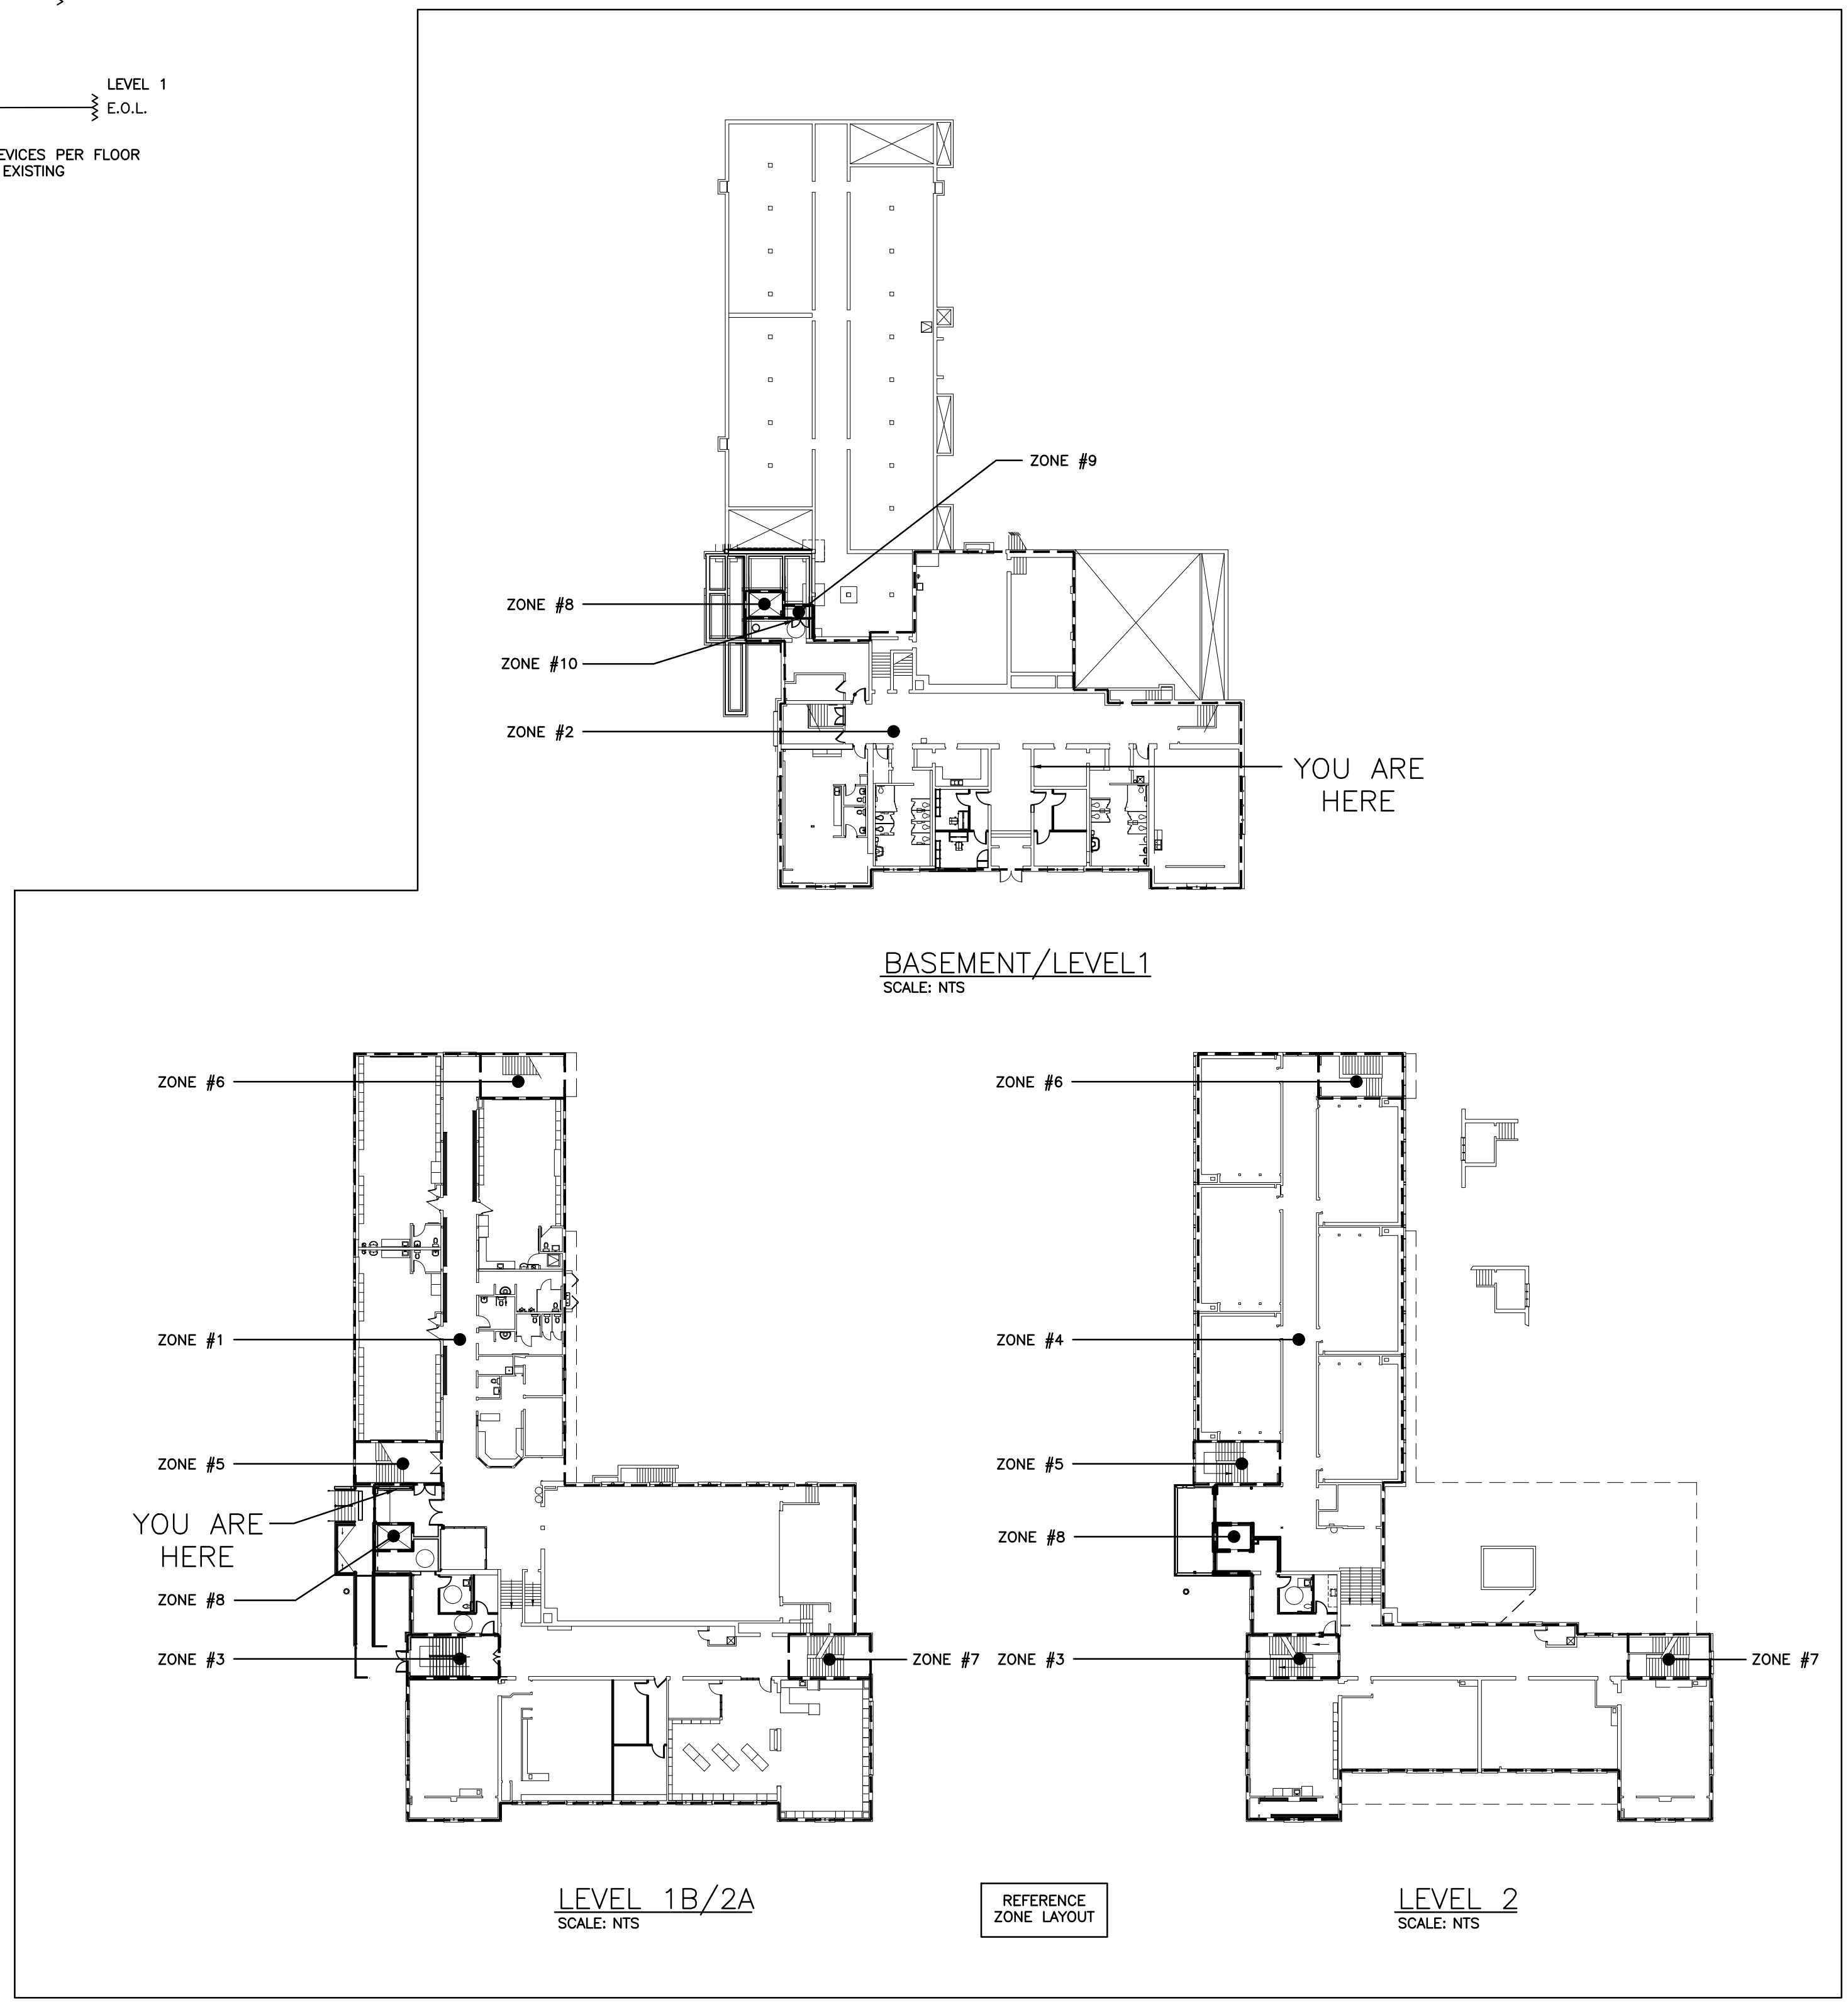 LEVEL 1
E.O.L.
EVICES PER FLOOR
EXISTING
ZONE #9
ZONE #8
ZONE #10
ZONE #2
YOU ARE
HERE
BASEMENT/LEVEL1
SCALE: NTS
ZONE #6
ZONE #1
ZONE #5
YOU ARE
HERE
ZONE #8
ZONE #3
ZONE #7
LEVEL 1B/2A
SCALE: NTS
ZONE #6
ZONE #4
ZONE #5
ZONE #8
ZONE #3
ZONE #7
LEVEL 2
SCALE: NTS
REFERENCE
ZONE LAYOUT